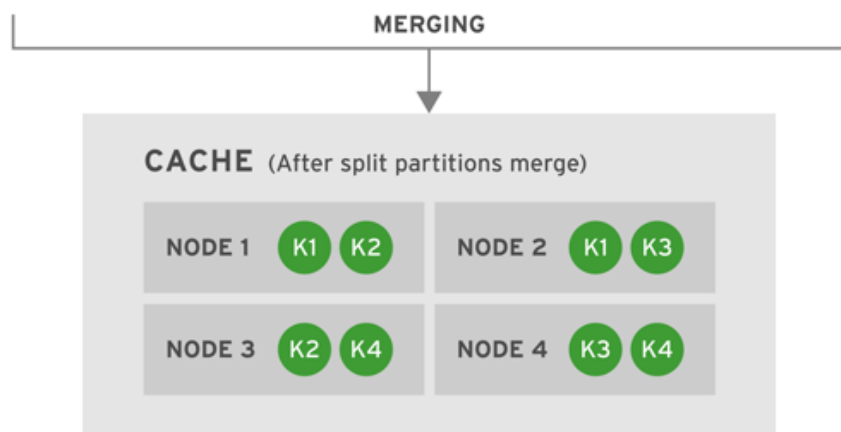 MERGING
CACHE (After split partitions merge)
NODE 1 K1 K2
NODE 2 K1 K3
NODE 3 K2 K4
NODE 4 K3 K4